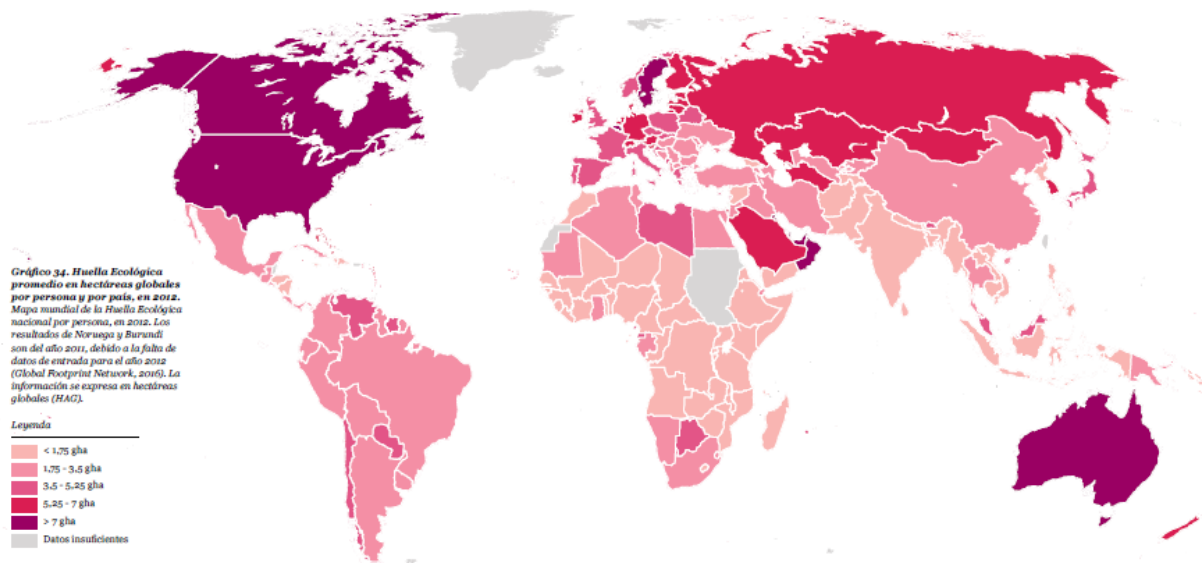 Gráfico 34. Huella Ecológica
promedio en hectáreas globales
por persona y por país, en 2012.
Mapa mundial de la Huella Ecológica
nacional por persona, en 2012. Los
resultados de Noruega y Burundi
son del año 2011, debido a la falta de
datos de entrada para el año 2012
(Global Footprint Network, 2016). La
información se expresa en hectáreas
globales (HAG).
Leyenda
< 1,75 gha
1,75 - 3,5 gha
3,5 - 5,25 gha
5,25 - 7 gha
> 7 gha
Datos insuficientes